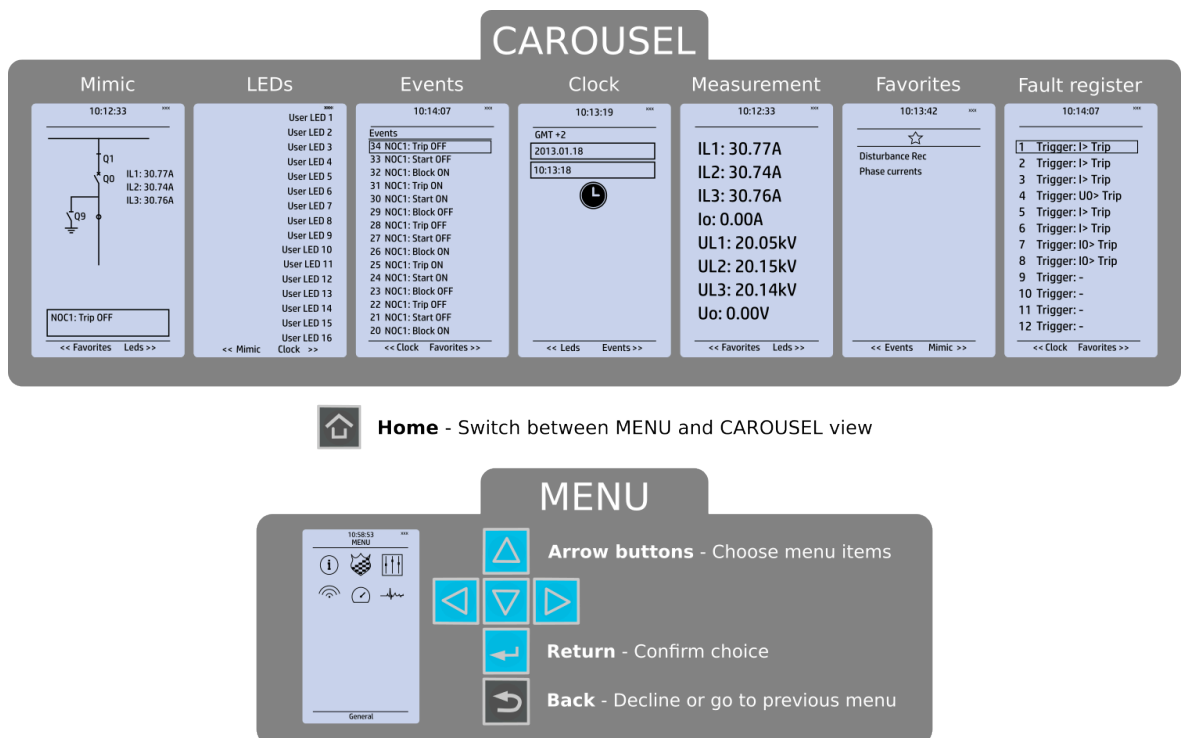 CAROUSEL
Mimic
10:12:33 xxx
Q1
Q0
IL1: 30.77A
IL2: 30.74A
IL3: 30.76A
Q9
NOC1: Trip OFF
<< Favorites Leds >>
LEDs
User LED 1
User LED 2
User LED 3
User LED 4
User LED 5
User LED 6
User LED 7
User LED 8
User LED 9
User LED 10
User LED 11
User LED 12
User LED 13
User LED 14
User LED 15
User LED 16
<< Mimic Clock >>
Events
10:14:07 xxx
Events
34 NOC1: Trip OFF
33 NOC1: Start OFF
32 NOC1: Block ON
31 NOC1: Trip ON
30 NOC1: Start ON
29 NOC1: Block OFF
28 NOC1: Trip OFF
27 NOC1: Start OFF
26 NOC1: Block ON
25 NOC1: Trip ON
24 NOC1: Start ON
23 NOC1: Block OFF
22 NOC1: Trip OFF
21 NOC1: Start OFF
20 NOC1: Block ON
<< Clock Favorites >>
Clock
10:13:19 xxx
GMT +2
2013.01.18
10:13:18
<< Leds Events >>
Measurement
10:12:33 xxx
IL1: 30.77A
IL2: 30.74A
IL3: 30.76A
Io: 0.00A
UL1: 20.05kV
UL2: 20.15kV
UL3: 20.14kV
Uo: 0.00V
<< Favorites Leds >>
Favorites
10:13:42 xxx
Disturbance Rec
Phase currents
<< Events Mimic >>
Fault register
10:14:07 xxx
1 Trigger: I> Trip
2 Trigger: I> Trip
3 Trigger: I> Trip
4 Trigger: U0> Trip
5 Trigger: I> Trip
6 Trigger: I> Trip
7 Trigger: I0> Trip
8 Trigger: I0> Trip
9 Trigger: -
10 Trigger: -
11 Trigger: -
12 Trigger: -
<< Clock Favorites >>
Home - Switch between MENU and CAROUSEL view
MENU
10:58:53 xxx
MENU
i
General
Arrow buttons - Choose menu items
Return - Confirm choice
Back - Decline or go to previous menu